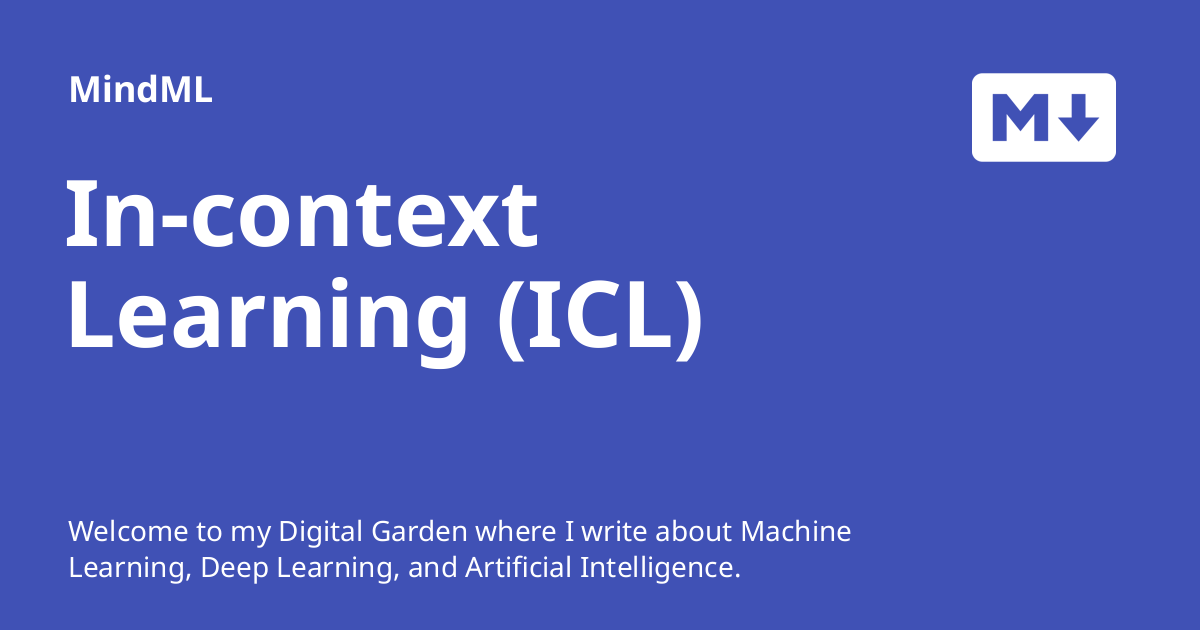 MindML
M
In-context
Learning (ICL)
Welcome to my Digital Garden where I write about Machine
Learning, Deep Learning, and Artificial Intelligence.